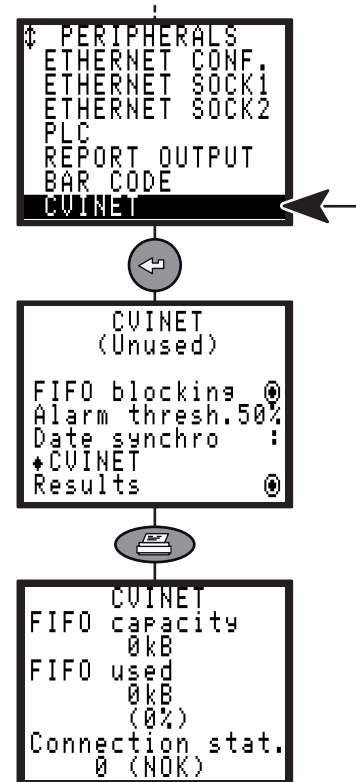 PERIPHERALS
ETHERNET CONF.
ETHERNET SOCK1
ETHERNET SOCK2
PLC
REPORT OUTPUT
BAR CODE
CVINET
CVINET
(Unused)
FIFO blocking
Alarm thresh.50%
Date synchro :
♦CVINET
Results
CVINET
FIFO capacity
0kB
FIFO used
0kB
(0%)
Connection stat.
0 (NOK)